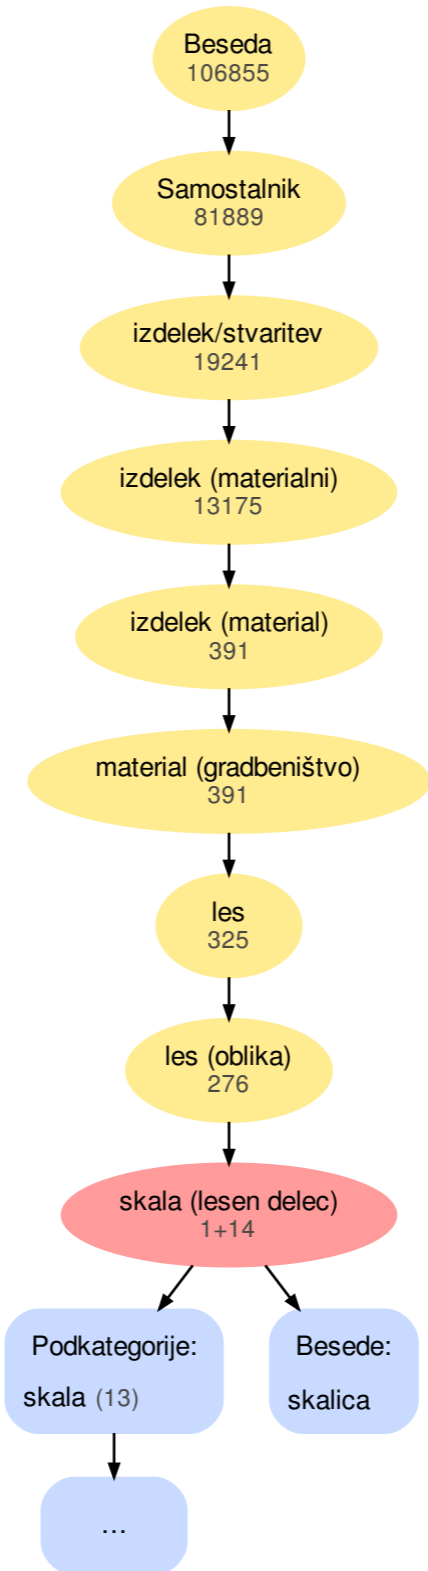 Beseda
106855
Samostalnik
81889
izdelek/stvaritev
19241
izdelek (materialni)
13175
izdelek (material)
391
material (gradbeništvo)
391
les
325
les (oblika)
276
skala (lesen delec)
1+14
Podkategorije:
skala (13)
Besede:
skalica
...